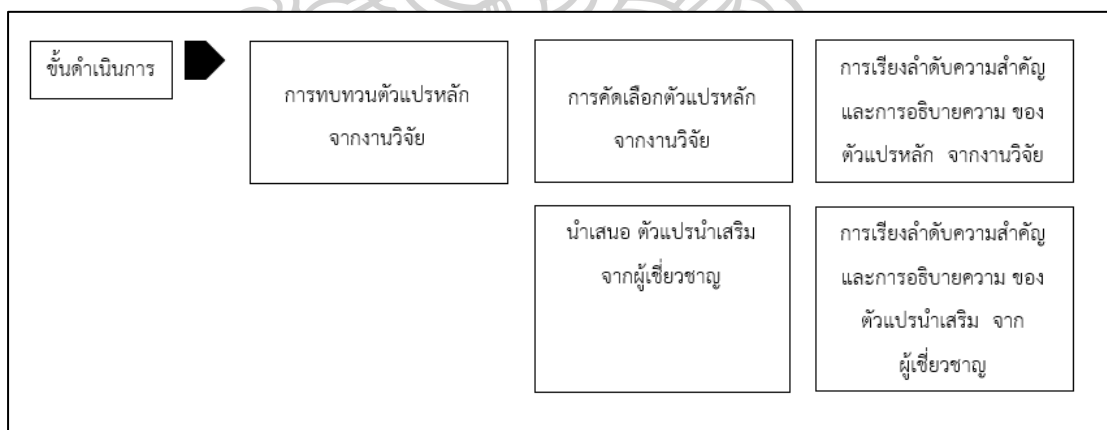 ขั้นดำเนินการ
การทบทวนตัวแปรหลัก
จากงานวิจัย
การคัดเลือกตัวแปรหลัก
จากงานวิจัย
การเรียงลำดับความสำคัญ
และการอธิบายความ ของ
ตัวแปรหลัก จากงานวิจัย
นำเสนอ ตัวแปรนำเสริม
จากผู้เชี่ยวชาญ
การเรียงลำดับความสำคัญ
และการอธิบายความ ของ
ตัวแปรนำเสริม จาก
ผู้เชี่ยวชาญ